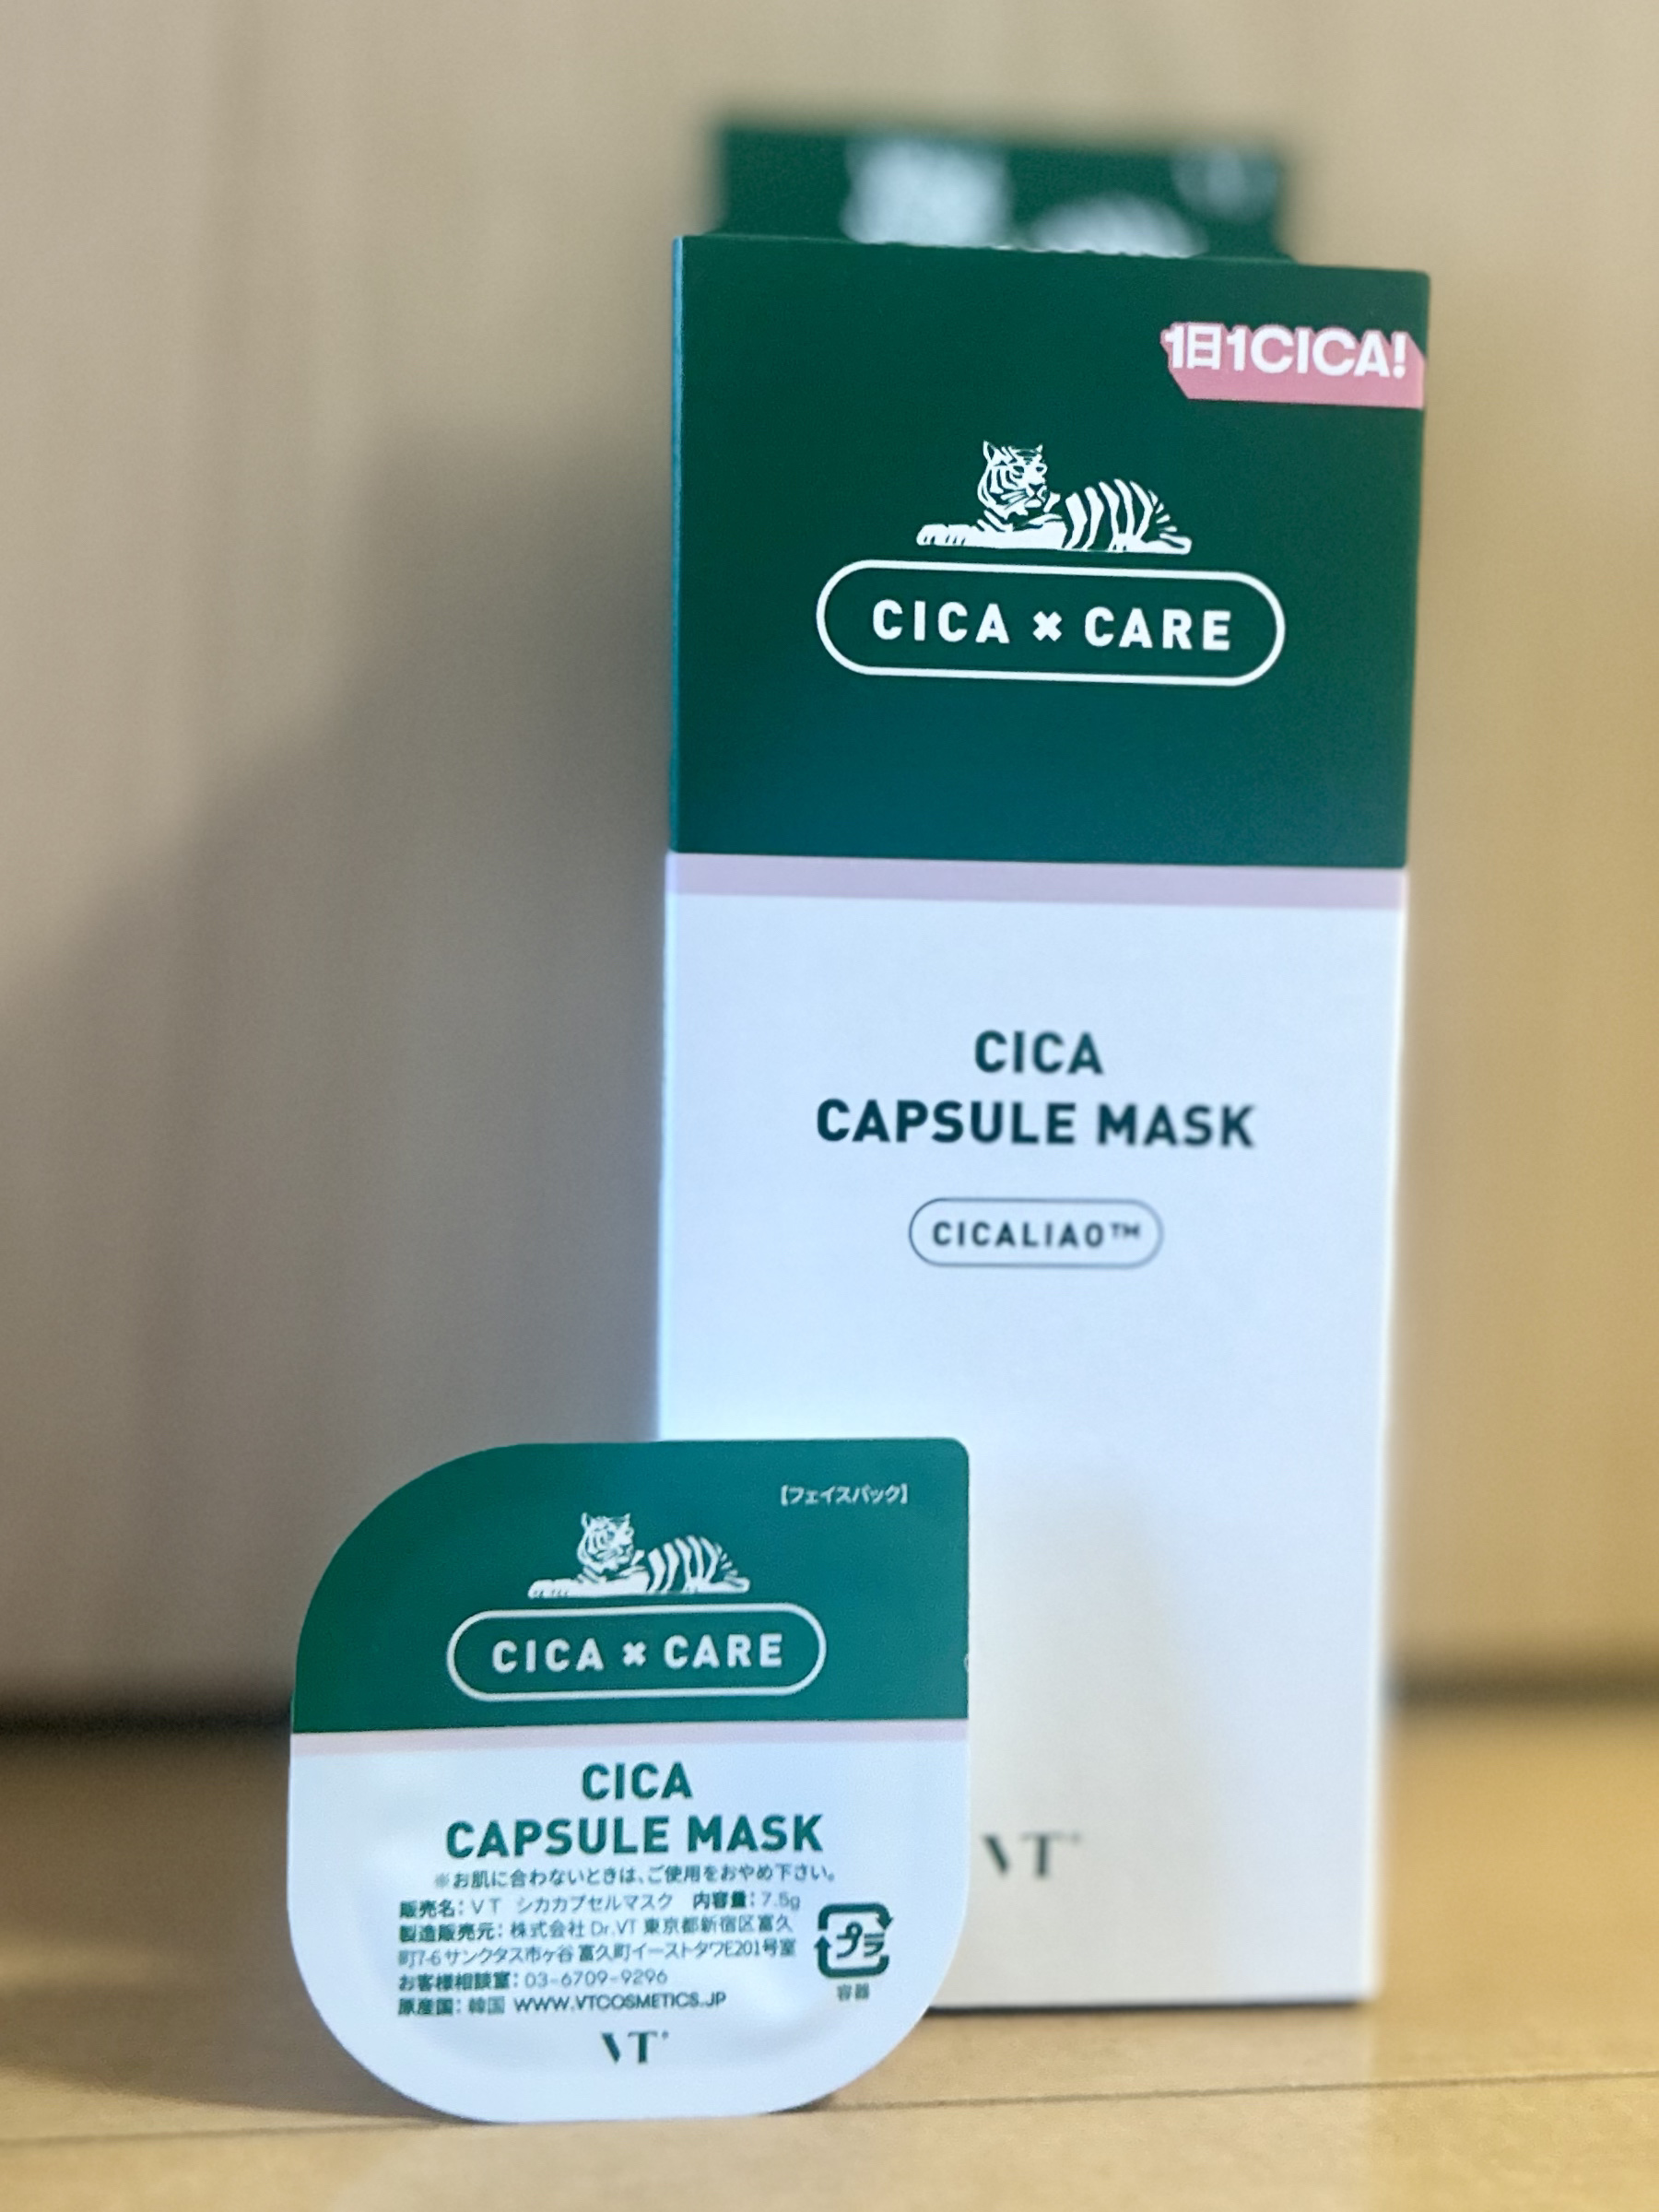 1日1CICA!
CICA × CARE
CICA
CAPSULE MASK
CICALIAO™
VT
【フェイスパック】
CICA × CARE
CICA
CAPSULE MASK
※お肌に合わないときは、ご使用をおやめ下さい。
販売名：VT シカカプセルマスク 内容量：7.5g
製造販売元：株式会社 Dr.VT 東京都新宿区富久
町7-6 サンクタス市ヶ谷 富久町イーストタワE201号室
お客様相談室：03-6709-9296
原産国：韓国 WWW.VTCOSMETICS.JP
プラ
容器
VT